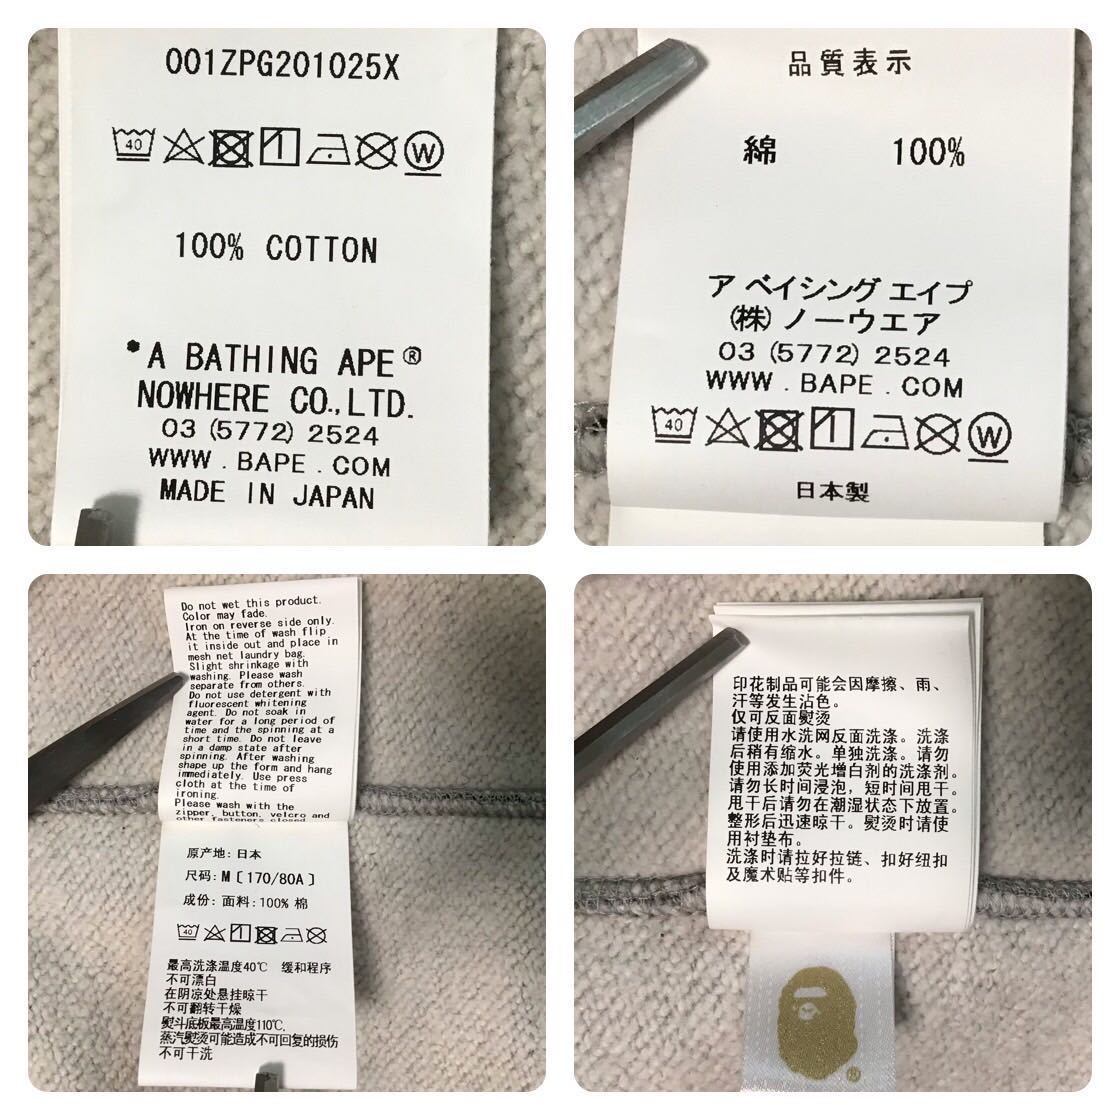 001ZPG201025X
40
W
100% COTTON
*A BATHING APE®
NOWHERE CO.,LTD.
03 (5772) 2524
WWW . BAPE . COM
MADE IN JAPAN
品質表示
綿 100%
ア ベイシング エイプ
(株) ノーウエア
03 (5772) 2524
WWW . BAPE . COM
40
W
日本製
Do not wet this product.
Color may fade.
Iron on reverse side only.
At the time of wash flip
it inside out and place in
mesh net laundry bag.
Slight shrinkage with
washing. Please wash
separate from others.
Do not use detergent with
fluorescent whitening
agent. Do not soak in
water for a long period of
time and the spinning at a
short time. Do not leave
in a damp state after
spinning. After washing
shape up the form and hang
immediately. Use press
cloth at the time of
ironing.
Please wash with the
zipper, button, velcro and
other fasteners closed
原产地: 日本
尺码: M [170/80A]
成份: 面料: 100% 棉
40
最高洗涤温度40℃ 缓和程序
不可漂白
在阴凉处悬挂晾干
不可翻转干燥
熨斗底板最高温度110℃,
蒸汽熨烫可能造成不可回复的损伤
不可干洗
印花制品可能会因摩擦、雨、
汗等发生沾色。
仅可反面熨烫
请使用水洗网反面洗涤。洗涤
后稍有缩水。单独洗涤。请勿
使用添加荧光增白剂的洗涤剂。
请勿长时间浸泡，短时间甩干。
甩干后请勿在潮湿状态下放置。
整形后迅速晾干。熨烫时请使
用衬垫布。
洗涤时请拉好拉链、扣好纽扣
及魔术贴等扣件。
®